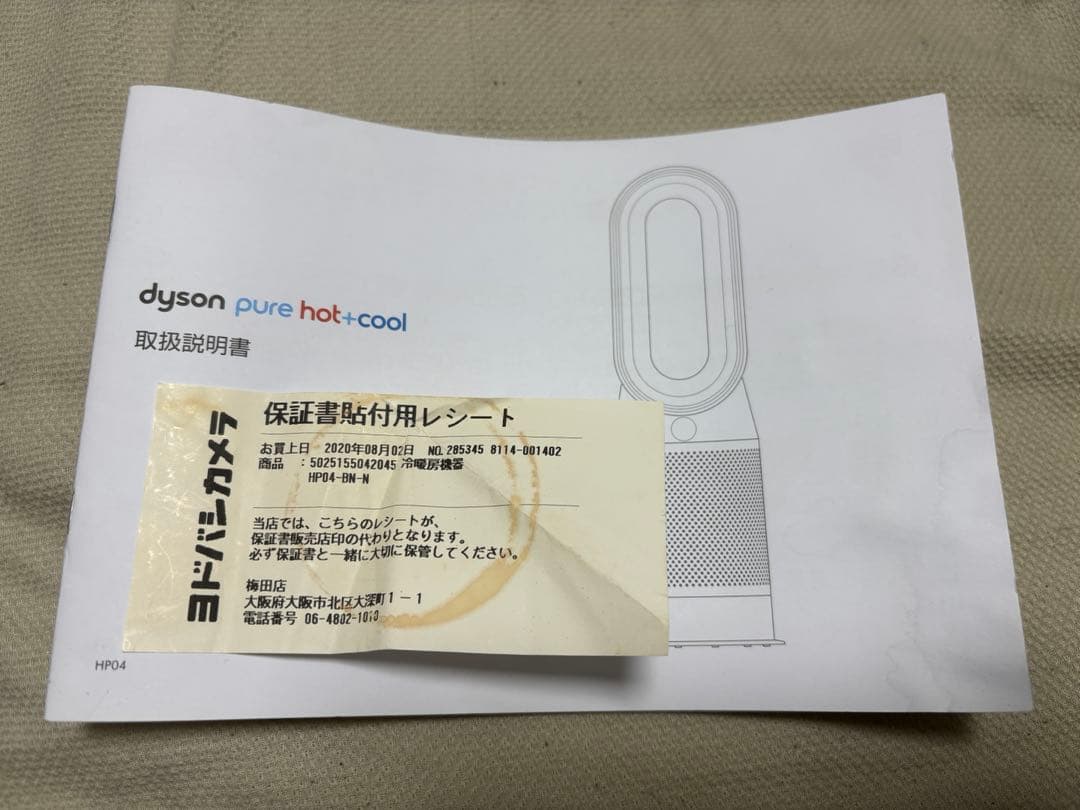 dyson pure hot+cool
取扱説明書
ヨドバシカメラ
保証書貼付用レシート
お買上日 2020年08月02日 NO.285345 8114-001402
商品 :5025155042045 冷暖房機器
HP04-BN-N
当店では、こちらのレシートが、
保証書販売店印の代わりとなります。
必ず保証書と一緒に大切に保管してください。
梅田店
大阪府大阪市北区大深町1-1
電話番号 06-4802-1010
HP04